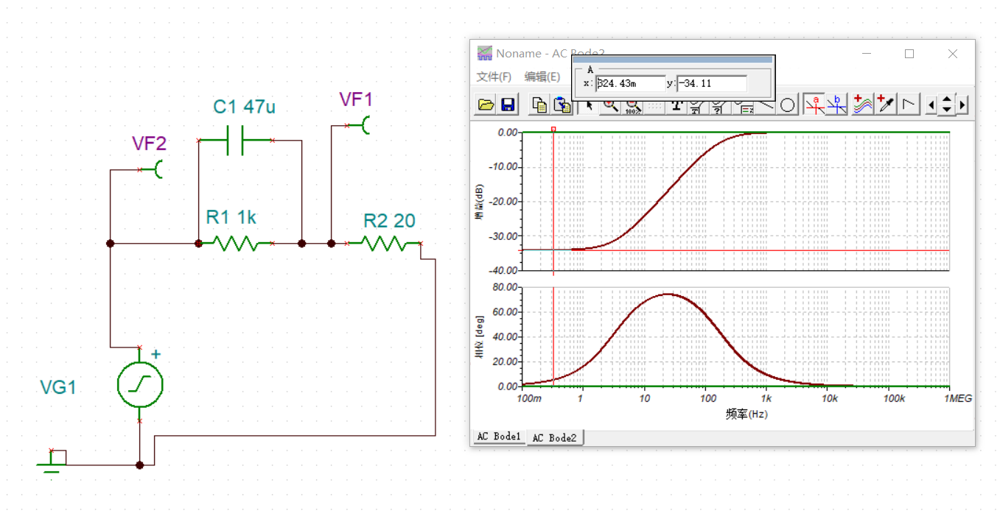 C1 47u
VF1
VF2
R1 1k
R2 20
+
VG1
Noname - AC Bode2
文件(F) 编辑(E)
A
x: 324.43m y: -34.11
100%
a b
0.00
-10.00
-20.00
-30.00
-40.00
增益(dB)
80.00
60.00
40.00
20.00
0.00
相位 [deg]
100m 1 10 100 1k 10k 100k 1MEG
频率(Hz)
AC Bode1 AC Bode2